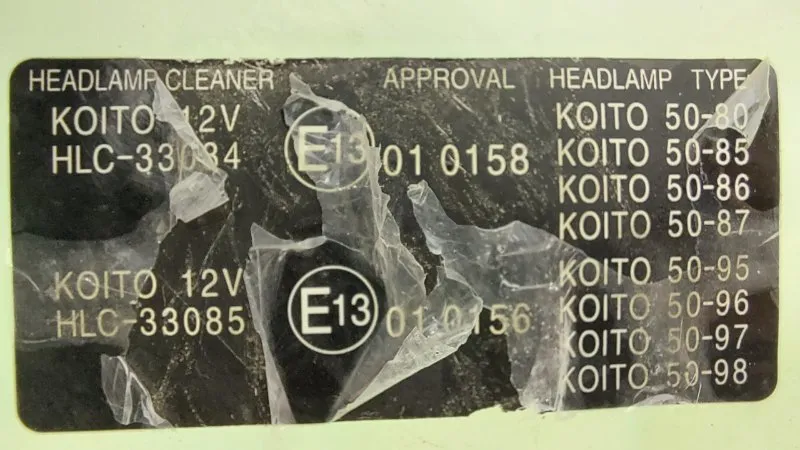 HEADLAMP CLEANER APPROVAL HEADLAMP TYPE
KOITO 12V KOITO 50-80
HLC-33084 E13 01 0158 KOITO 50-85
KOITO 50-86
KOITO 50-87
KOITO 12V KOITO 50-95
HLC-33085 E13 01 0156 KOITO 50-96
KOITO 50-97
KOITO 50-98